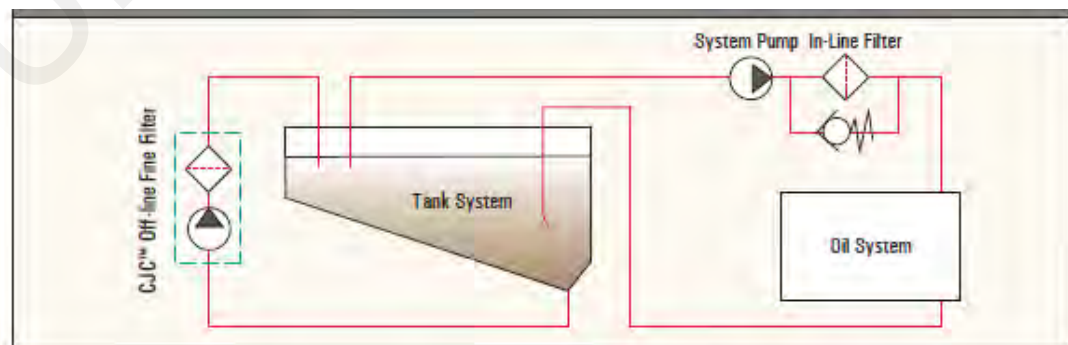 System Pump In-Line Filter
CJC™ Off-line Fine Filter
Tank System
Oil System